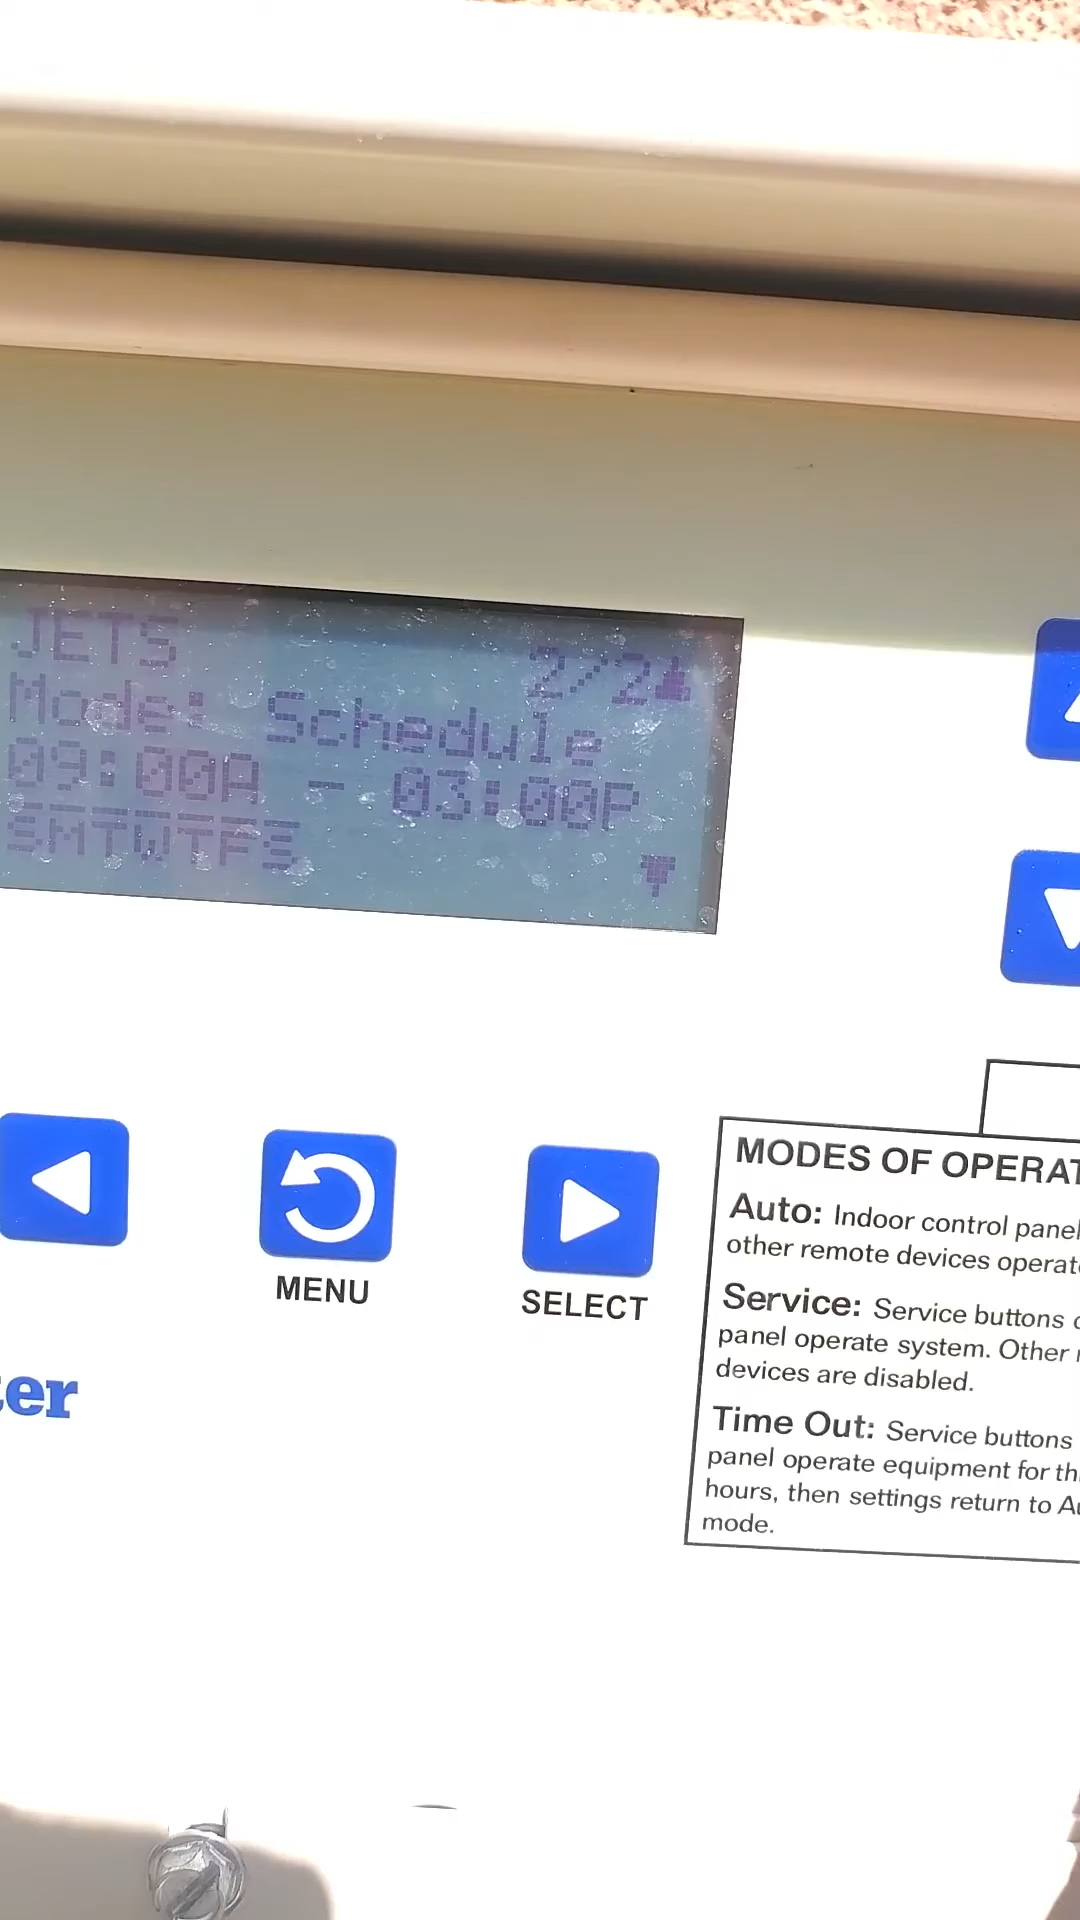 JETS 2/2
Mode: Schedule
09:00A - 03:00P
SMTWTFS
MENU
SELECT
ter
MODES OF OPERAT
Auto: Indoor control panel
other remote devices operat
Service: Service buttons
panel operate system. Other
devices are disabled.
Time Out: Service buttons
panel operate equipment for th
hours, then settings return to Au
mode.